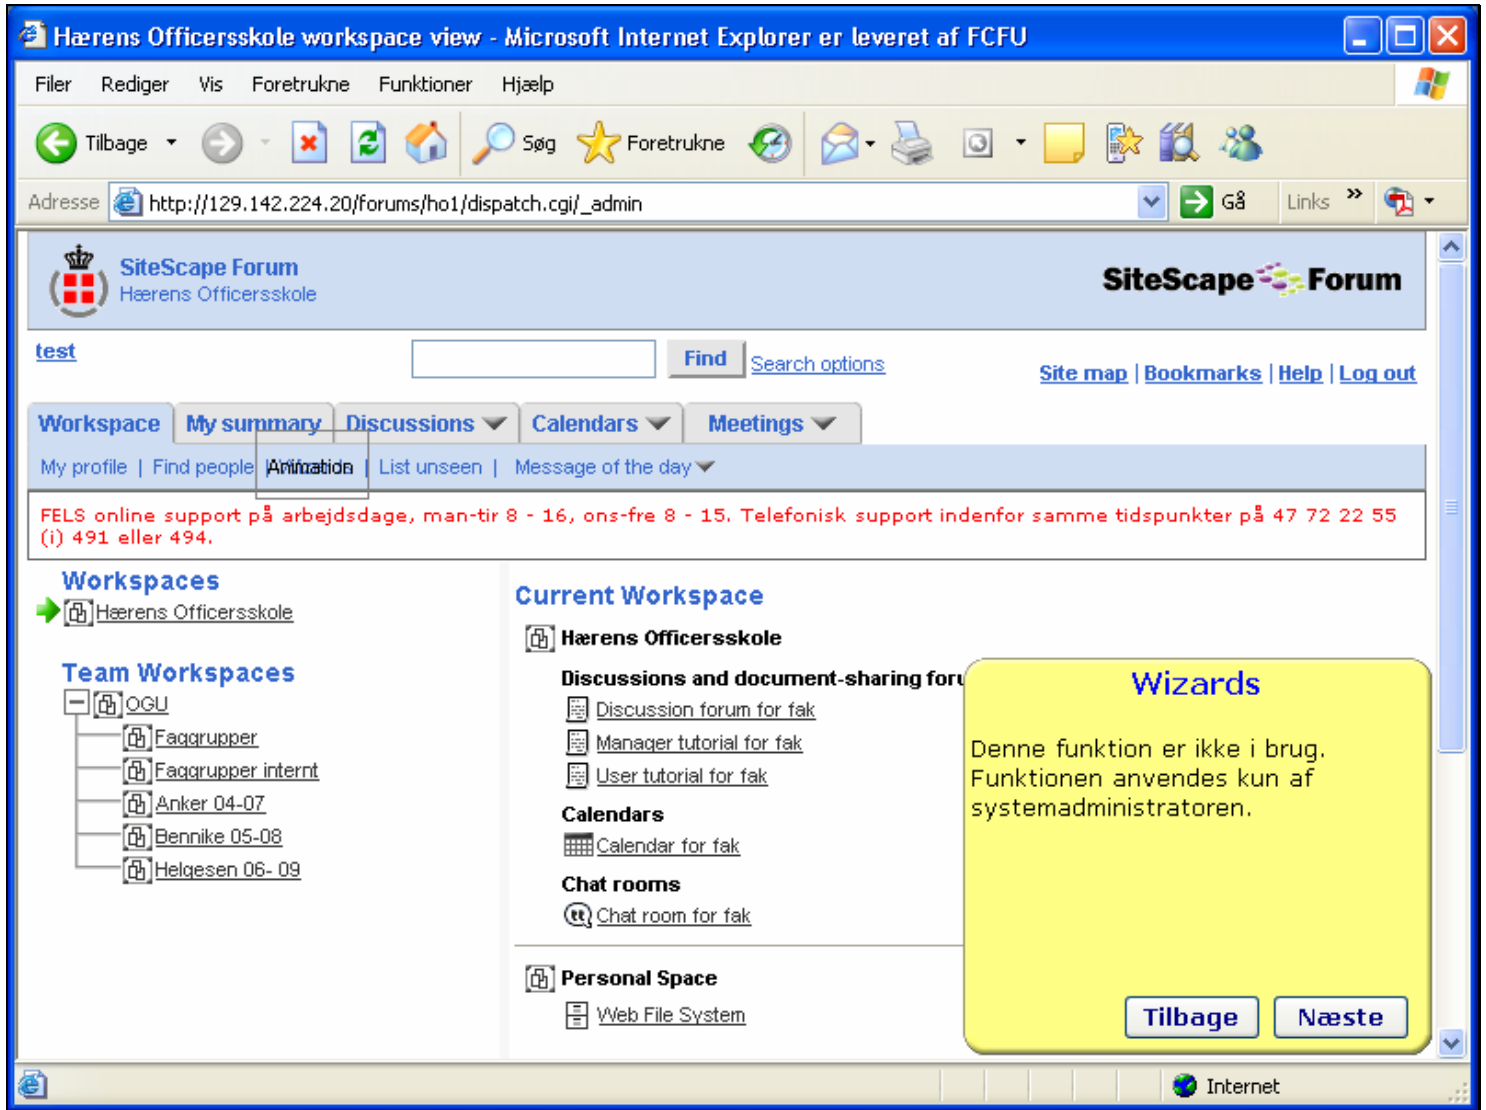 Hærens Officersskole workspace view - Microsoft Internet Explorer er leveret af FCFU
Filer Rediger Vis Foretrukne Funktioner Hjælp
Tilbage Søg Foretrukne
Adresse http://129.142.224.20/forums/ho1/dispatch.cgi/_admin Gå Links »
SiteScape Forum
Hærens Officersskole
SiteScape Forum
test Find Search options
Site map | Bookmarks | Help | Log out
Workspace My summary Discussions Calendars Meetings
My profile | Find people | Animation | List unseen | Message of the day
FELS online support på arbejdsdage, man-tir 8 - 16, ons-fre 8 - 15. Telefonisk support indenfor samme tidspunkter på 47 72 22 55
(i) 491 eller 494.
Workspaces
Hærens Officersskole
Team Workspaces
OGU
Faggrupper
Faggrupper internt
Anker 04-07
Bennike 05-08
Helgesen 06- 09
Current Workspace
Hærens Officersskole
Discussions and document-sharing foru
Discussion forum for fak
Manager tutorial for fak
User tutorial for fak
Calendars
Calendar for fak
Chat rooms
Chat room for fak
Personal Space
Web File System
Wizards
Denne funktion er ikke i brug.
Funktionen anvendes kun af
systemadministratoren.
Tilbage Næste
Internet